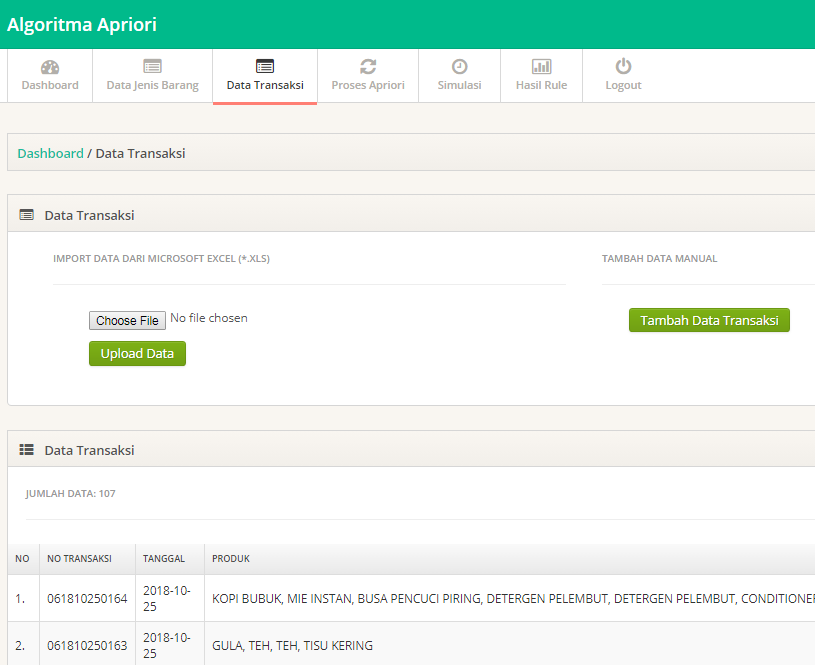 Algoritma Apriori
Dashboard Data Jenis Barang Data Transaksi Proses Apriori Simulasi Hasil Rule Logout
Dashboard / Data Transaksi
Data Transaksi
IMPORT DATA DARI MICROSOFT EXCEL (*.XLS) TAMBAH DATA MANUAL
Choose File No file chosen Tambah Data Transaksi
Upload Data
Data Transaksi
JUMLAH DATA: 107
NO NO TRANSAKSI TANGGAL PRODUK
1. 061810250164 2018-10-25 KOPI BUBUK, MIE INSTAN, BUSA PENCUCI PIRING, DETERGEN PELEMBUT, DETERGEN PELEMBUT, CONDITIONE
2. 061810250163 2018-10-25 GULA, TEH, TEH, TISU KERING